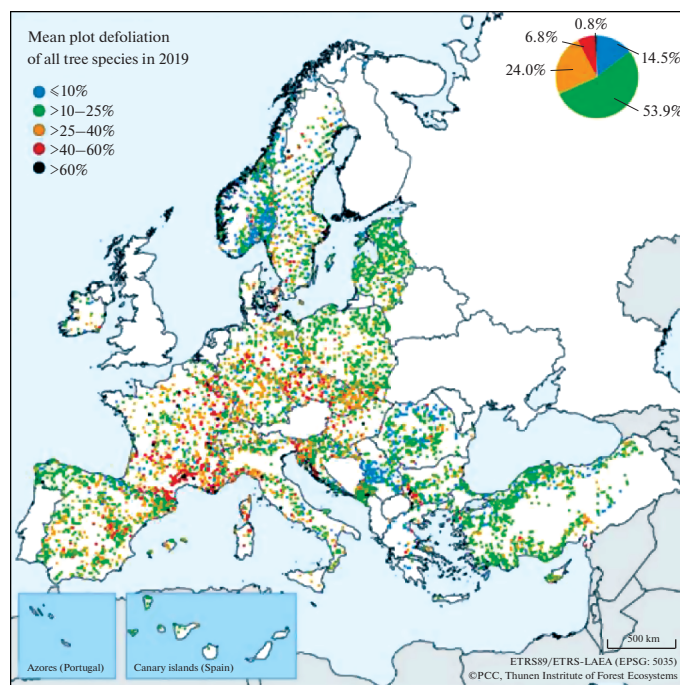 Mean plot defoliation
of all tree species in 2019
⩽10%
>10–25%
>25–40%
>40–60%
>60%
0.8%
6.8%
14.5%
24.0%
53.9%
Azores (Portugal)
Canary islands (Spain)
500 km
ETRS89/ETRS-LAEA (EPSG: 5035)
©PCC, Thunen Institute of Forest Ecosystems